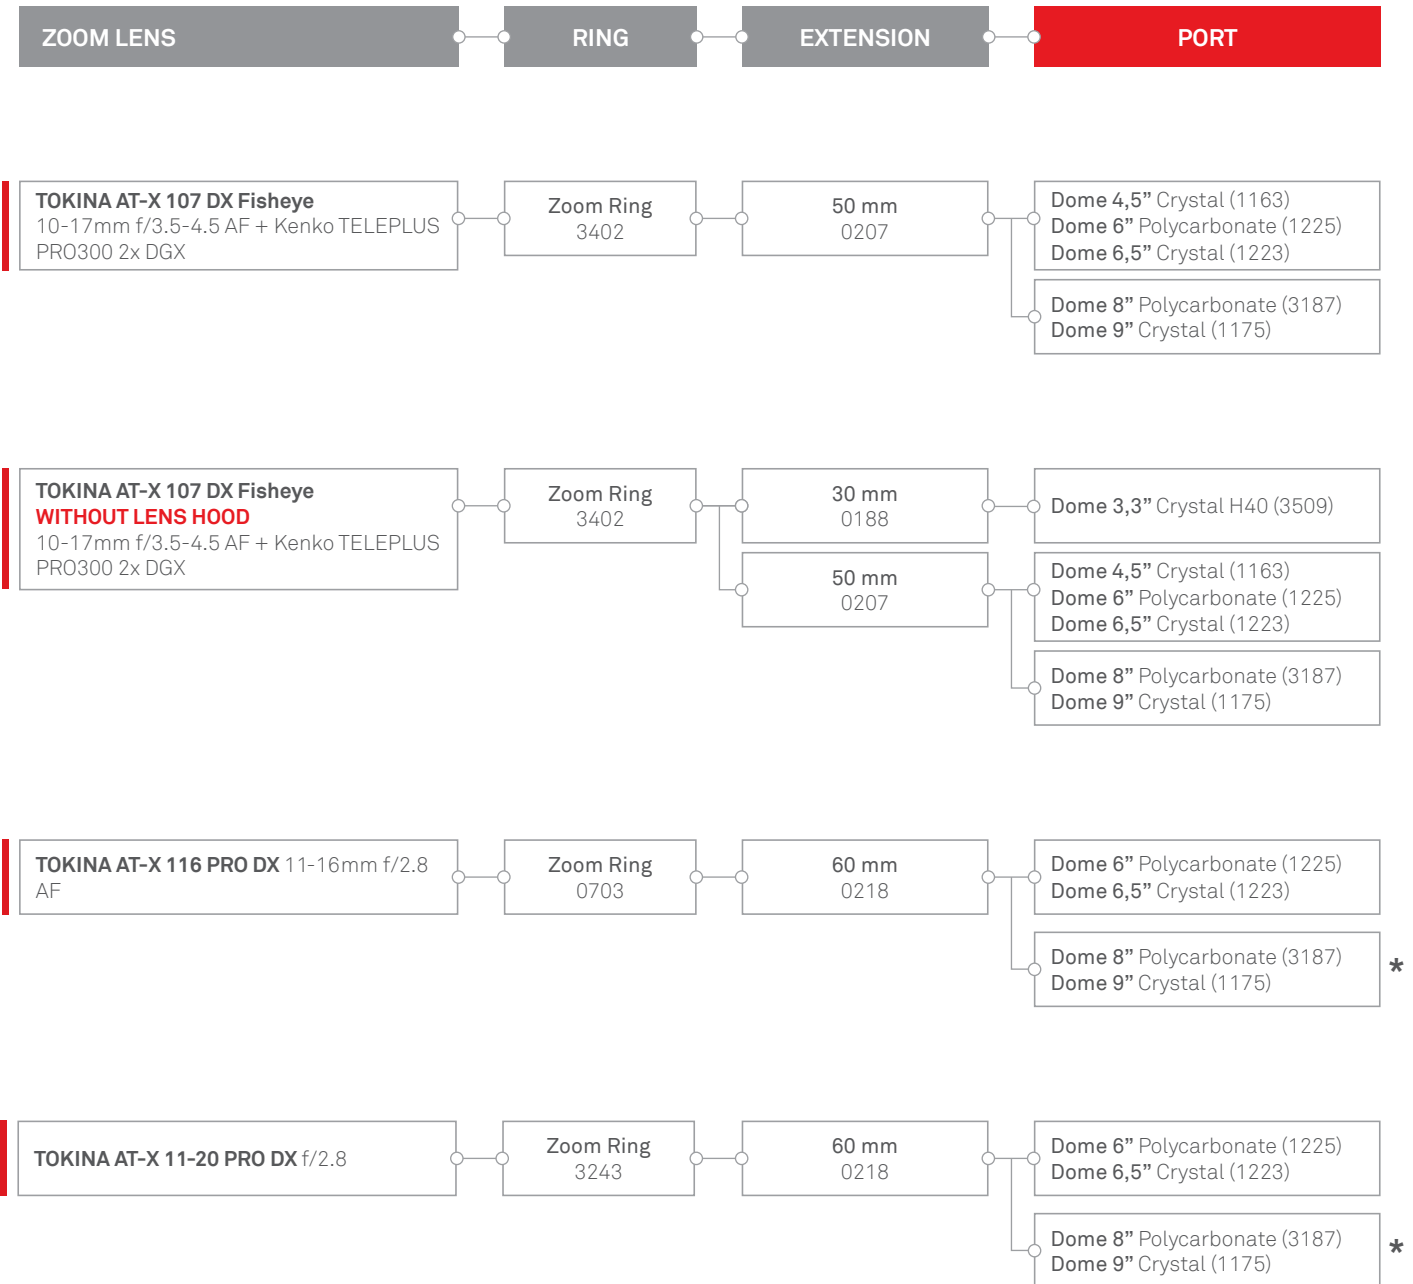 ZOOM LENS
RING
EXTENSION
PORT
TOKINA AT-X 107 DX Fisheye
10-17mm f/3.5-4.5 AF + Kenko TELEPLUS
PRO300 2x DGX
Zoom Ring
3402
50 mm
0207
Dome 4,5” Crystal (1163)
Dome 6” Polycarbonate (1225)
Dome 6,5” Crystal (1223)
Dome 8” Polycarbonate (3187)
Dome 9” Crystal (1175)
TOKINA AT-X 107 DX Fisheye
WITHOUT LENS HOOD
10-17mm f/3.5-4.5 AF + Kenko TELEPLUS
PRO300 2x DGX
Zoom Ring
3402
30 mm
0188
Dome 3,3” Crystal H40 (3509)
50 mm
0207
Dome 4,5” Crystal (1163)
Dome 6” Polycarbonate (1225)
Dome 6,5” Crystal (1223)
Dome 8” Polycarbonate (3187)
Dome 9” Crystal (1175)
TOKINA AT-X 116 PRO DX 11-16mm f/2.8
AF
Zoom Ring
0703
60 mm
0218
Dome 6” Polycarbonate (1225)
Dome 6,5” Crystal (1223)
Dome 8” Polycarbonate (3187)
Dome 9” Crystal (1175)
*
TOKINA AT-X 11-20 PRO DX f/2.8
Zoom Ring
3243
60 mm
0218
Dome 6” Polycarbonate (1225)
Dome 6,5” Crystal (1223)
Dome 8” Polycarbonate (3187)
Dome 9” Crystal (1175)
*